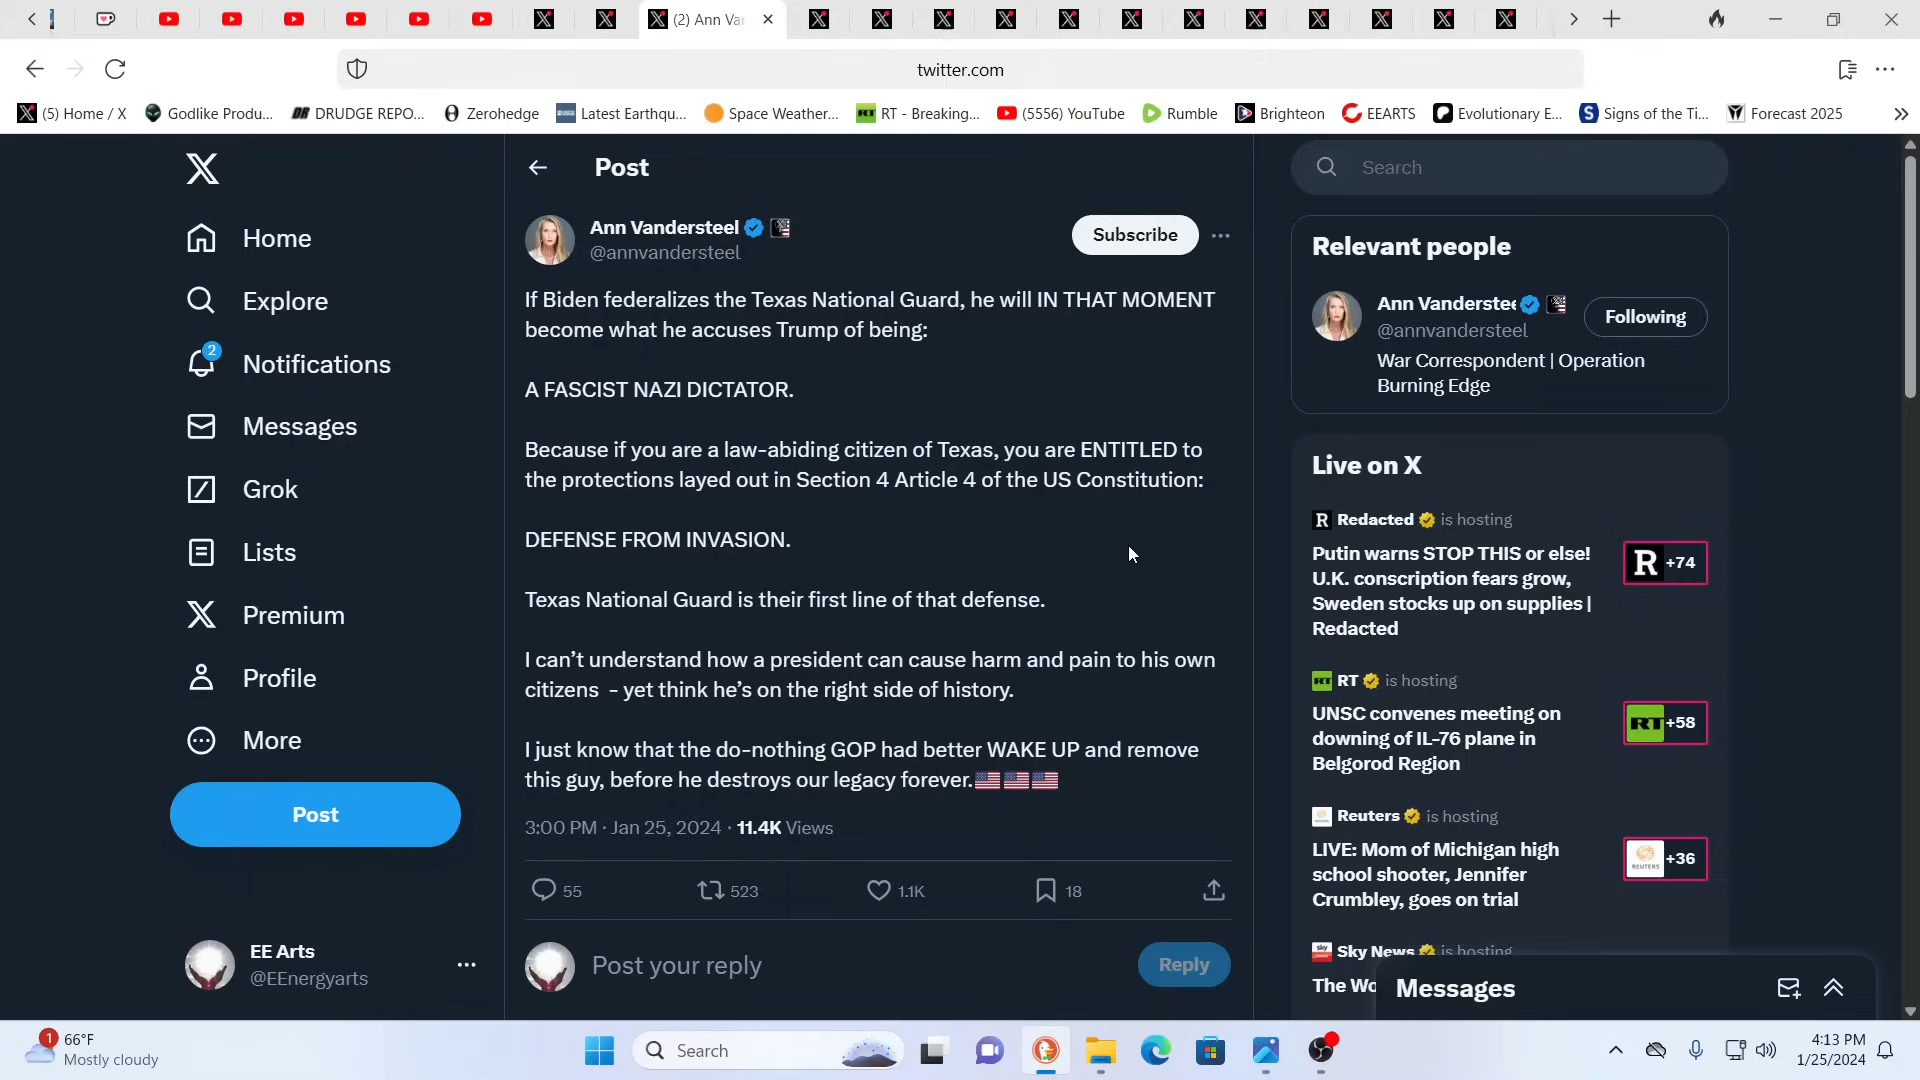 (2) Ann Va
twitter.com
(5) Home / X
Godlike Produ...
DRUDGE REPO...
Zerohedge
Latest Earthqu...
Space Weather...
RT - Breaking...
(5556) YouTube
Rumble
Brighteon
EEARTS
Evolutionary E...
Signs of the Ti...
Forecast 2025
Home
Explore
2
Notifications
Messages
Grok
Lists
Premium
Profile
More
Post
EE Arts
@EEnergyarts
Post
Ann Vandersteel
@annvandersteel
Subscribe
If Biden federalizes the Texas National Guard, he will IN THAT MOMENT
become what he accuses Trump of being:
A FASCIST NAZI DICTATOR.
Because if you are a law-abiding citizen of Texas, you are ENTITLED to
the protections layed out in Section 4 Article 4 of the US Constitution:
DEFENSE FROM INVASION.
Texas National Guard is their first line of that defense.
I can’t understand how a president can cause harm and pain to his own
citizens - yet think he’s on the right side of history.
I just know that the do-nothing GOP had better WAKE UP and remove
this guy, before he destroys our legacy forever.
3:00 PM · Jan 25, 2024 · 11.4K Views
55
523
1.1K
18
Post your reply
Reply
Search
Relevant people
Ann Vanderstee
@annvandersteel
Following
War Correspondent | Operation
Burning Edge
Live on X
R Redacted is hosting
Putin warns STOP THIS or else!
U.K. conscription fears grow,
Sweden stocks up on supplies |
Redacted
R +74
RT RT is hosting
UNSC convenes meeting on
downing of IL-76 plane in
Belgorod Region
RT +58
Reuters is hosting
LIVE: Mom of Michigan high
school shooter, Jennifer
Crumbley, goes on trial
REUTERS +36
sky Sky News is hosting
The Wo
Messages
1
66°F
Mostly cloudy
Search
4:13 PM
1/25/2024